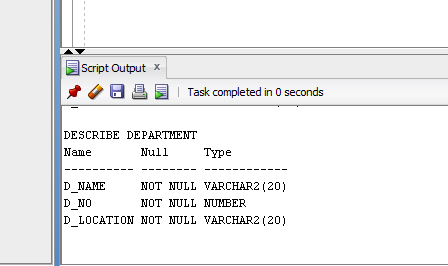 Script Output x
Task completed in 0 seconds
DESCRIBE DEPARTMENT
Name       Null     Type
---------- -------- ------------
D_NAME     NOT NULL VARCHAR2(20)
D_NO       NOT NULL NUMBER
D_LOCATION NOT NULL VARCHAR2(20)